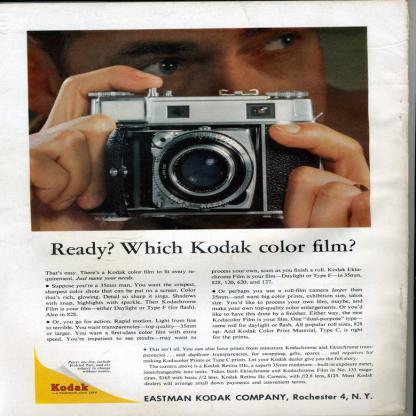 Ready? Which Kodak color film?
That's easy. There's a Kodak color film to fit every re-
quirement. Just name your needs.
• Suppose you're a 35mm man. You want the crispest,
sharpest color shots that can be put on a screen. Color
that's rich, glowing. Detail so sharp it sings. Shadows
with snap, highlights with sparkle. Then Kodachrome
Film is your film—either Daylight or Type F (for flash).
Also in 828.
• Or, you go for action. Rapid motion. Light from fine
to terrible. You want transparencies—top quality—35mm
or larger. You want a first-class color film with extra
speed. You're impatient to see results—may want to
process your own, soon as you finish a roll. Kodak Ekta-
chrome Film is your film—Daylight or Type F—in 35mm,
828, 120, 620, and 127.
• Or perhaps you use a roll-film camera larger than
35mm—and want big color prints, exhibition size, salon
size. You'd like to process your own film, maybe, and
make your own top-quality color enlargements. Or you'd
like to have this done by a finisher. Either way, the new
Kodacolor Film is your film. One "dual-purpose" type—
same roll for daylight or flash. All popular roll sizes, 828
up. And Kodak Color Print Material, Type C, is right
for the prints.
• This isn't all. You can also have prints from miniature Kodachrome and Ektachrome trans-
parencies . . . and duplicate transparencies, for swapping, gifts, spares . . . and reserves for
making Kodachrome Prints or Type C prints. Let your Kodak dealer give you the full story.
The camera above is a Kodak Retina IIIc, a superb 35mm miniature—built-in exposure meter,
interchangeable lens units. Takes both Ektachrome and Kodachrome Film in No. 135 maga-
zines. $169 with Xenon f/2 lens. Kodak Retina IIc Camera, with f/2.8, $125. Most Kodak
dealers will arrange small down payments and convenient terms.
Prices are list, include
Federal Tax, and are
subject to change
without notice.
Kodak
EASTMAN KODAK COMPANY, Rochester 4, N. Y.